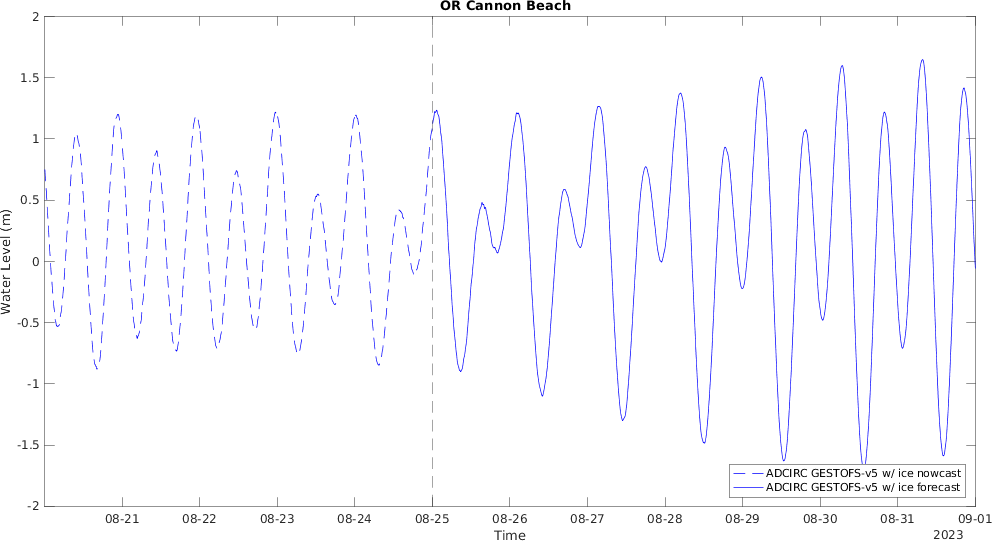 OR Cannon Beach
2
1.5
1
0.5
0
-0.5
-1
-1.5
-2
Water Level (m)
ADCIRC GESTOFS-v5 w/ ice nowcast
ADCIRC GESTOFS-v5 w/ ice forecast
08-21 08-22 08-23 08-24 08-25 08-26 08-27 08-28 08-29 08-30 08-31 09-01
Time
2023